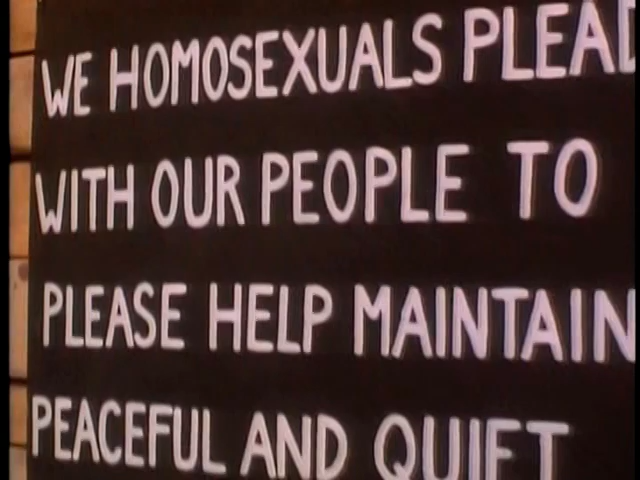 WE HOMOSEXUALS PLEAD
WITH OUR PEOPLE TO
PLEASE HELP MAINTAIN
PEACEFUL AND QUIET